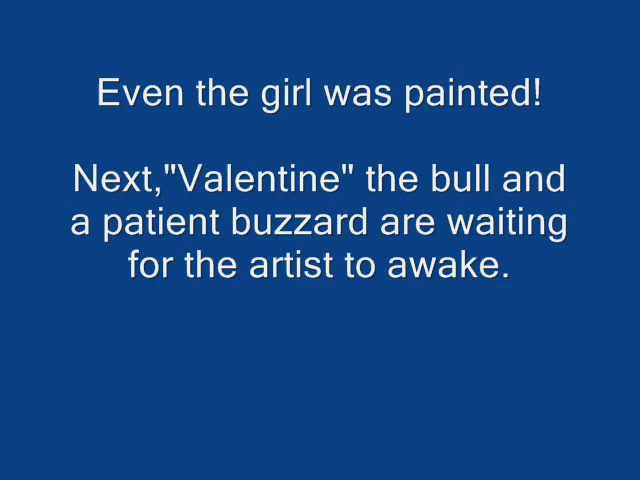 Even the girl was painted!
Next,"Valentine" the bull and
a patient buzzard are waiting
for the artist to awake.